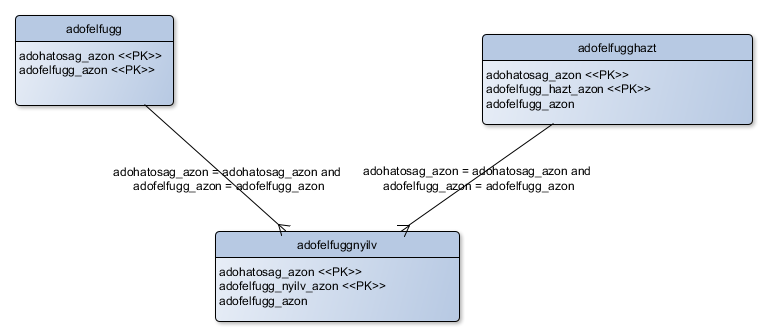 adofelfugg
adohatosag_azon <<PK>>
adofelfugg_azon <<PK>>
adofelfugghazt
adohatosag_azon <<PK>>
adofelfugg_hazt_azon <<PK>>
adofelfugg_azon
adohatosag_azon = adohatosag_azon and
adofelfugg_azon = adofelfugg_azon
adohatosag_azon = adohatosag_azon and
adofelfugg_azon = adofelfugg_azon
adofelfuggnyilv
adohatosag_azon <<PK>>
adofelfugg_nyilv_azon <<PK>>
adofelfugg_azon